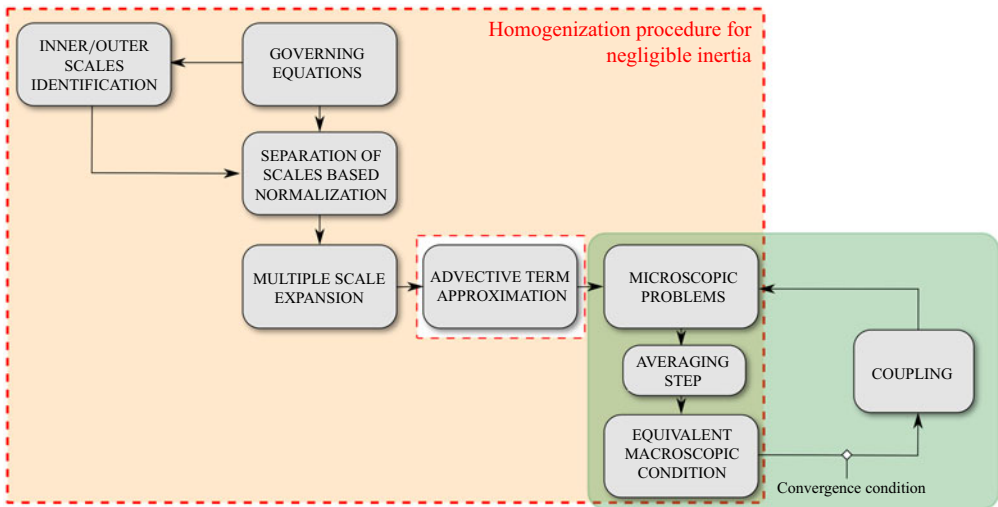 Homogenization procedure for
negligible inertia
INNER/OUTER
SCALES
IDENTIFICATION
GOVERNING
EQUATIONS
SEPARATION OF
SCALES BASED
NORMALIZATION
MULTIPLE SCALE
EXPANSION
ADVECTIVE TERM
APPROXIMATION
MICROSCOPIC
PROBLEMS
AVERAGING
STEP
EQUIVALENT
MACROSCOPIC
CONDITION
COUPLING
Convergence condition